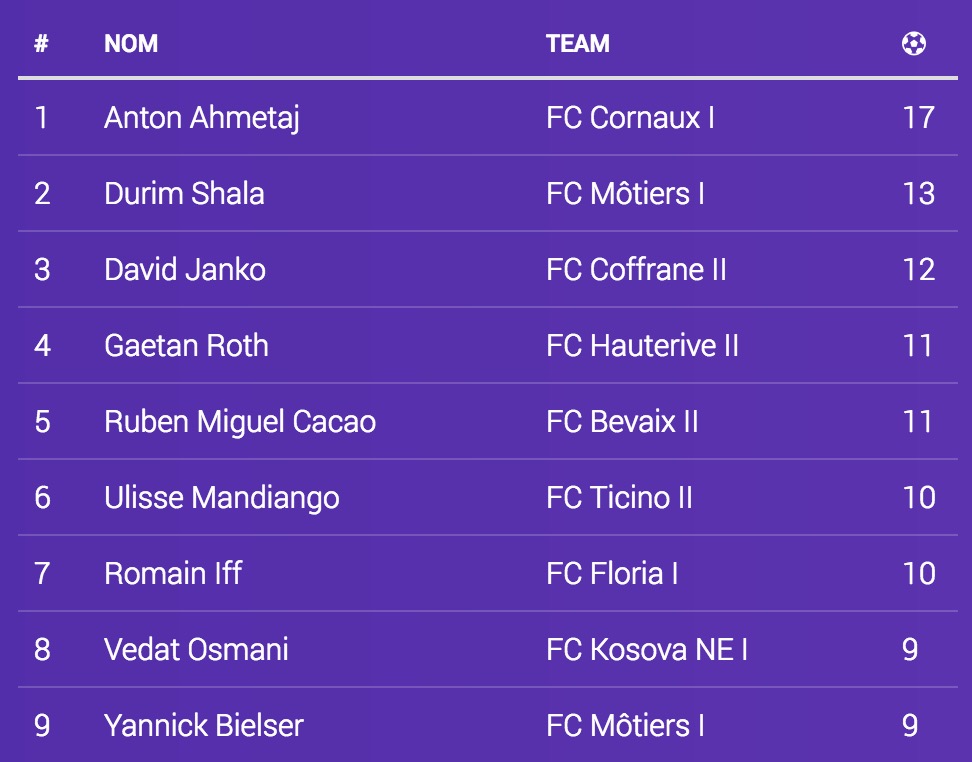 # NOM TEAM
1 Anton Ahmetaj FC Cornaux I 17
2 Durim Shala FC Môtiers I 13
3 David Janko FC Coffrane II 12
4 Gaetan Roth FC Hauterive II 11
5 Ruben Miguel Cacao FC Bevaix II 11
6 Ulisse Mandiango FC Ticino II 10
7 Romain Iff FC Floria I 10
8 Vedat Osmani FC Kosova NE I 9
9 Yannick Bielser FC Môtiers I 9